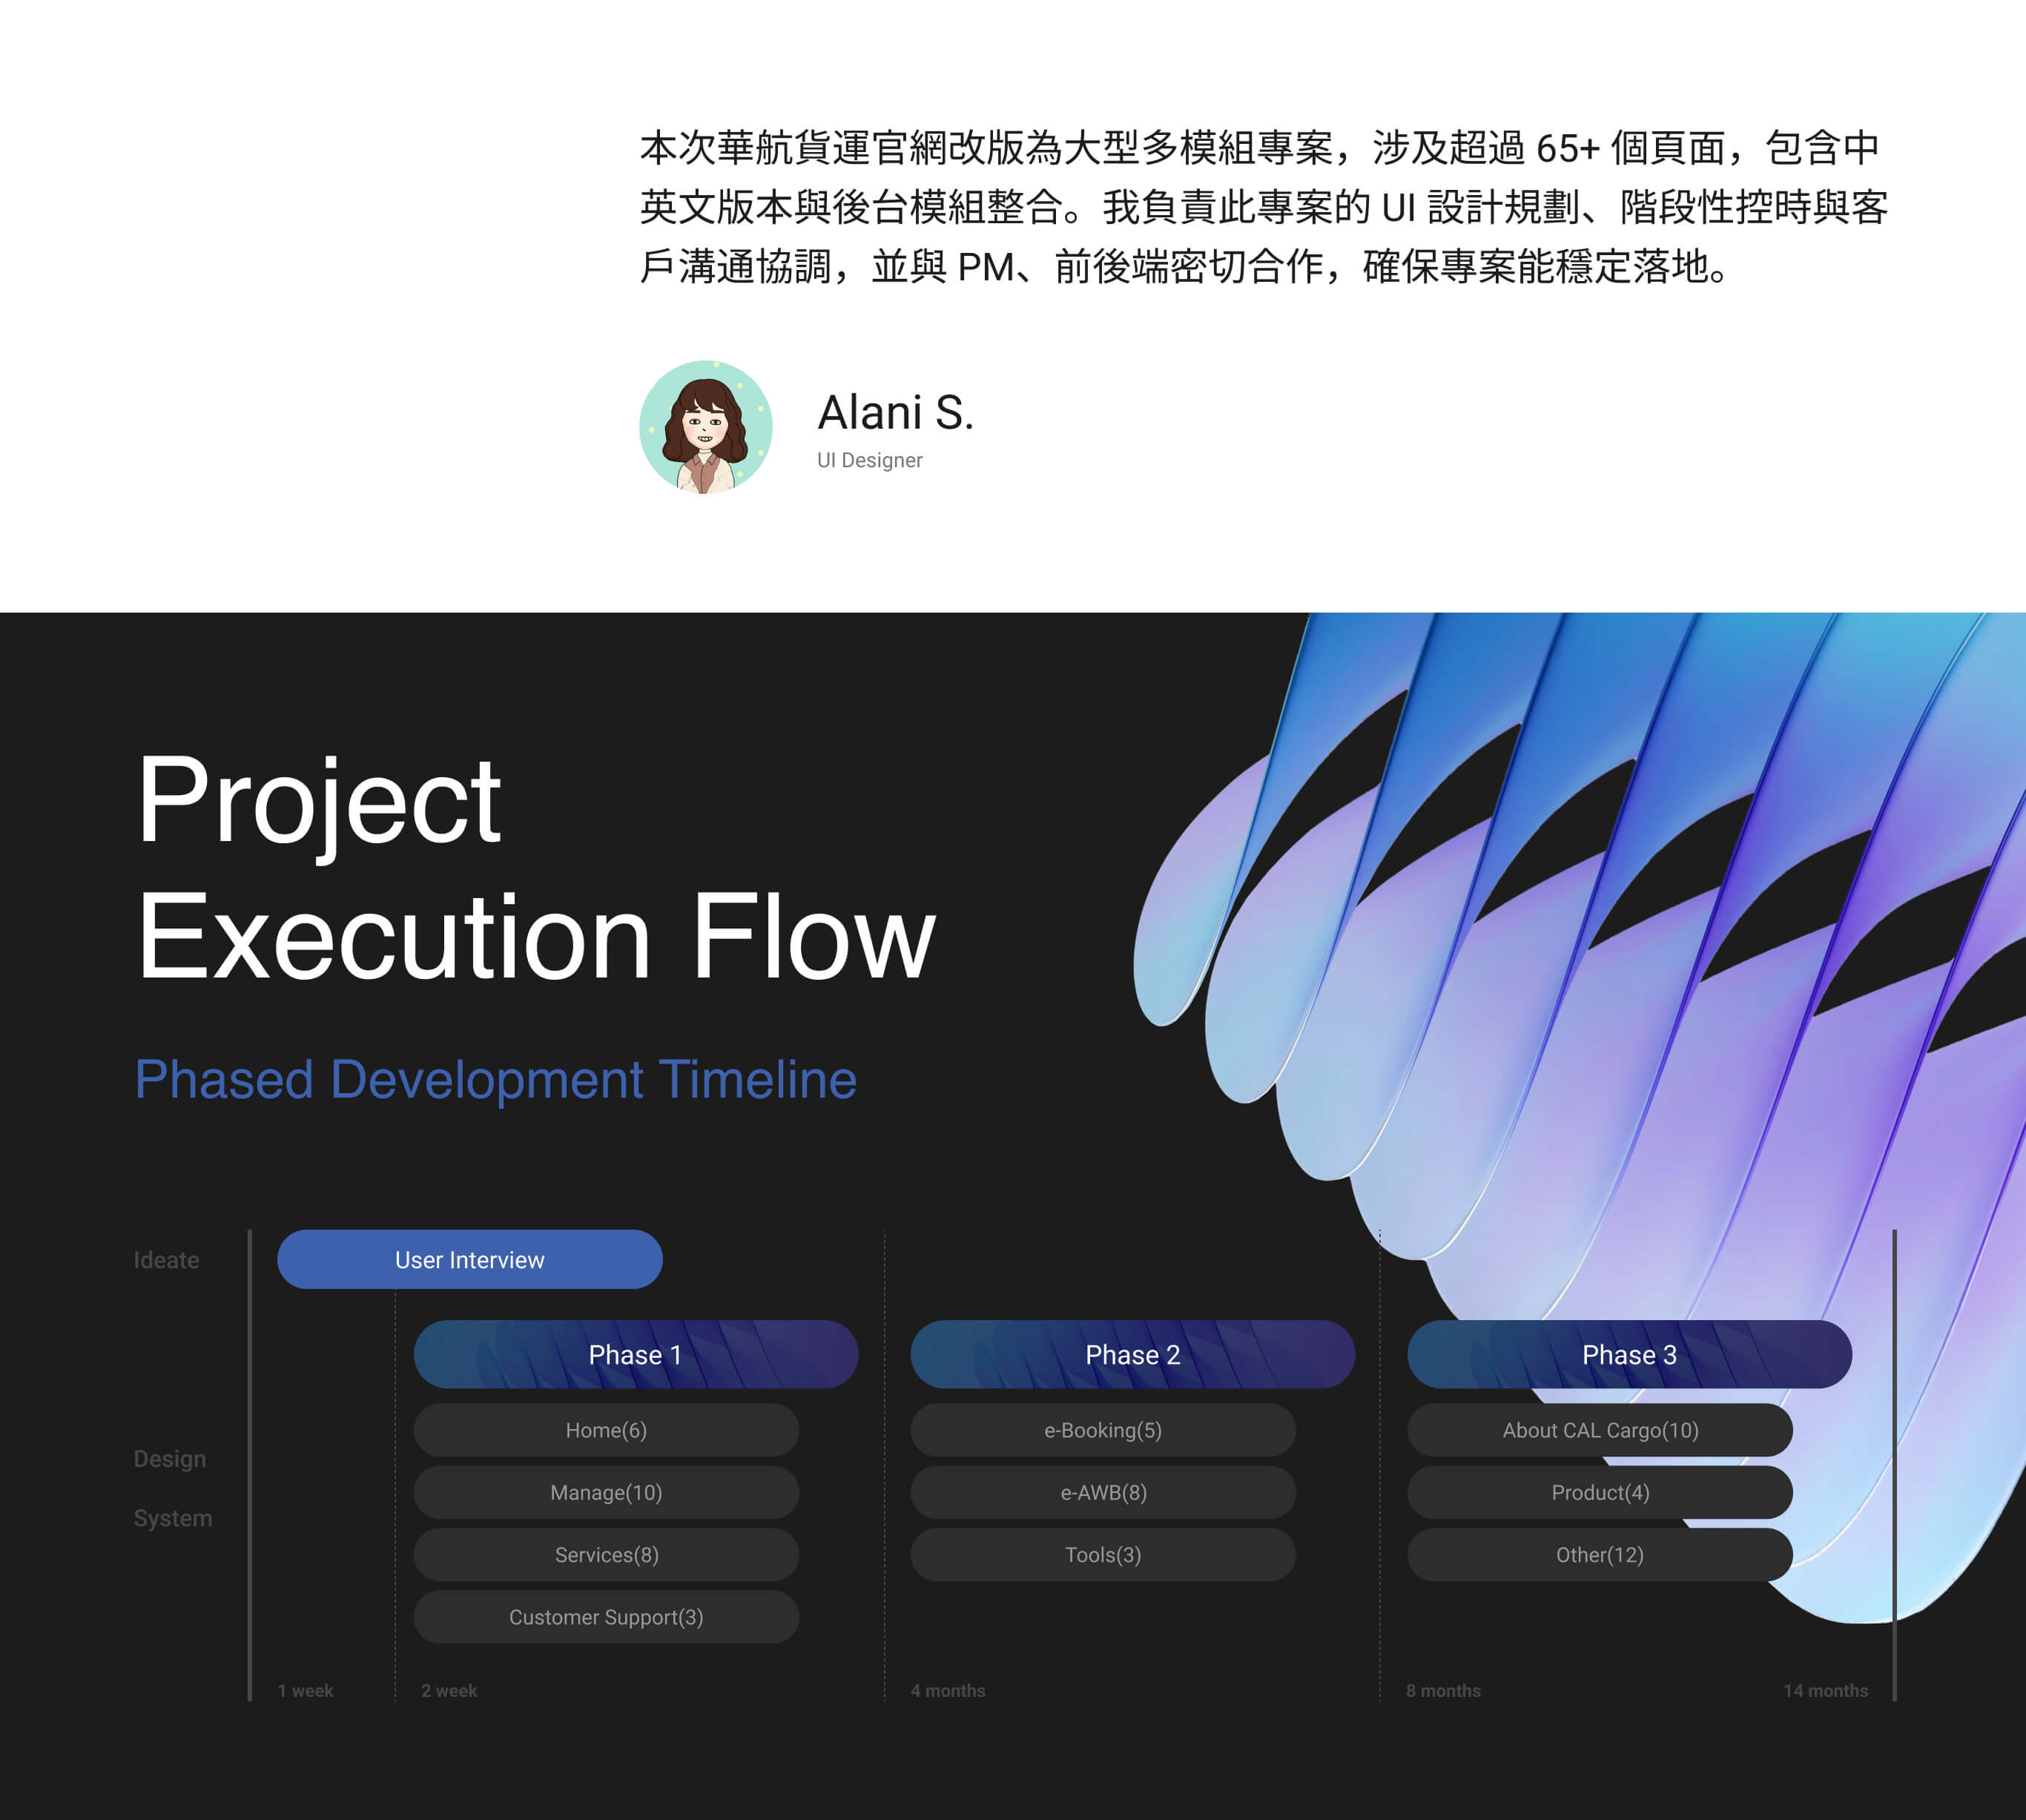 本次華航貨運官網改版為大型多模組專案，涉及超過 65+ 個頁面，包含中
英文版本與後台模組整合。我負責此專案的 UI 設計規劃、階段性控時與客
戶溝通協調，並與 PM、前後端密切合作，確保專案能穩定落地。
Alani S.
UI Designer
Project
Execution Flow
Phased Development Timeline
Ideate
User Interview
Phase 1
Phase 2
Phase 3
Design
System
Home(6)
e-Booking(5)
About CAL Cargo(10)
Manage(10)
e-AWB(8)
Product(4)
Services(8)
Tools(3)
Other(12)
Customer Support(3)
1 week
2 week
4 months
8 months
14 months